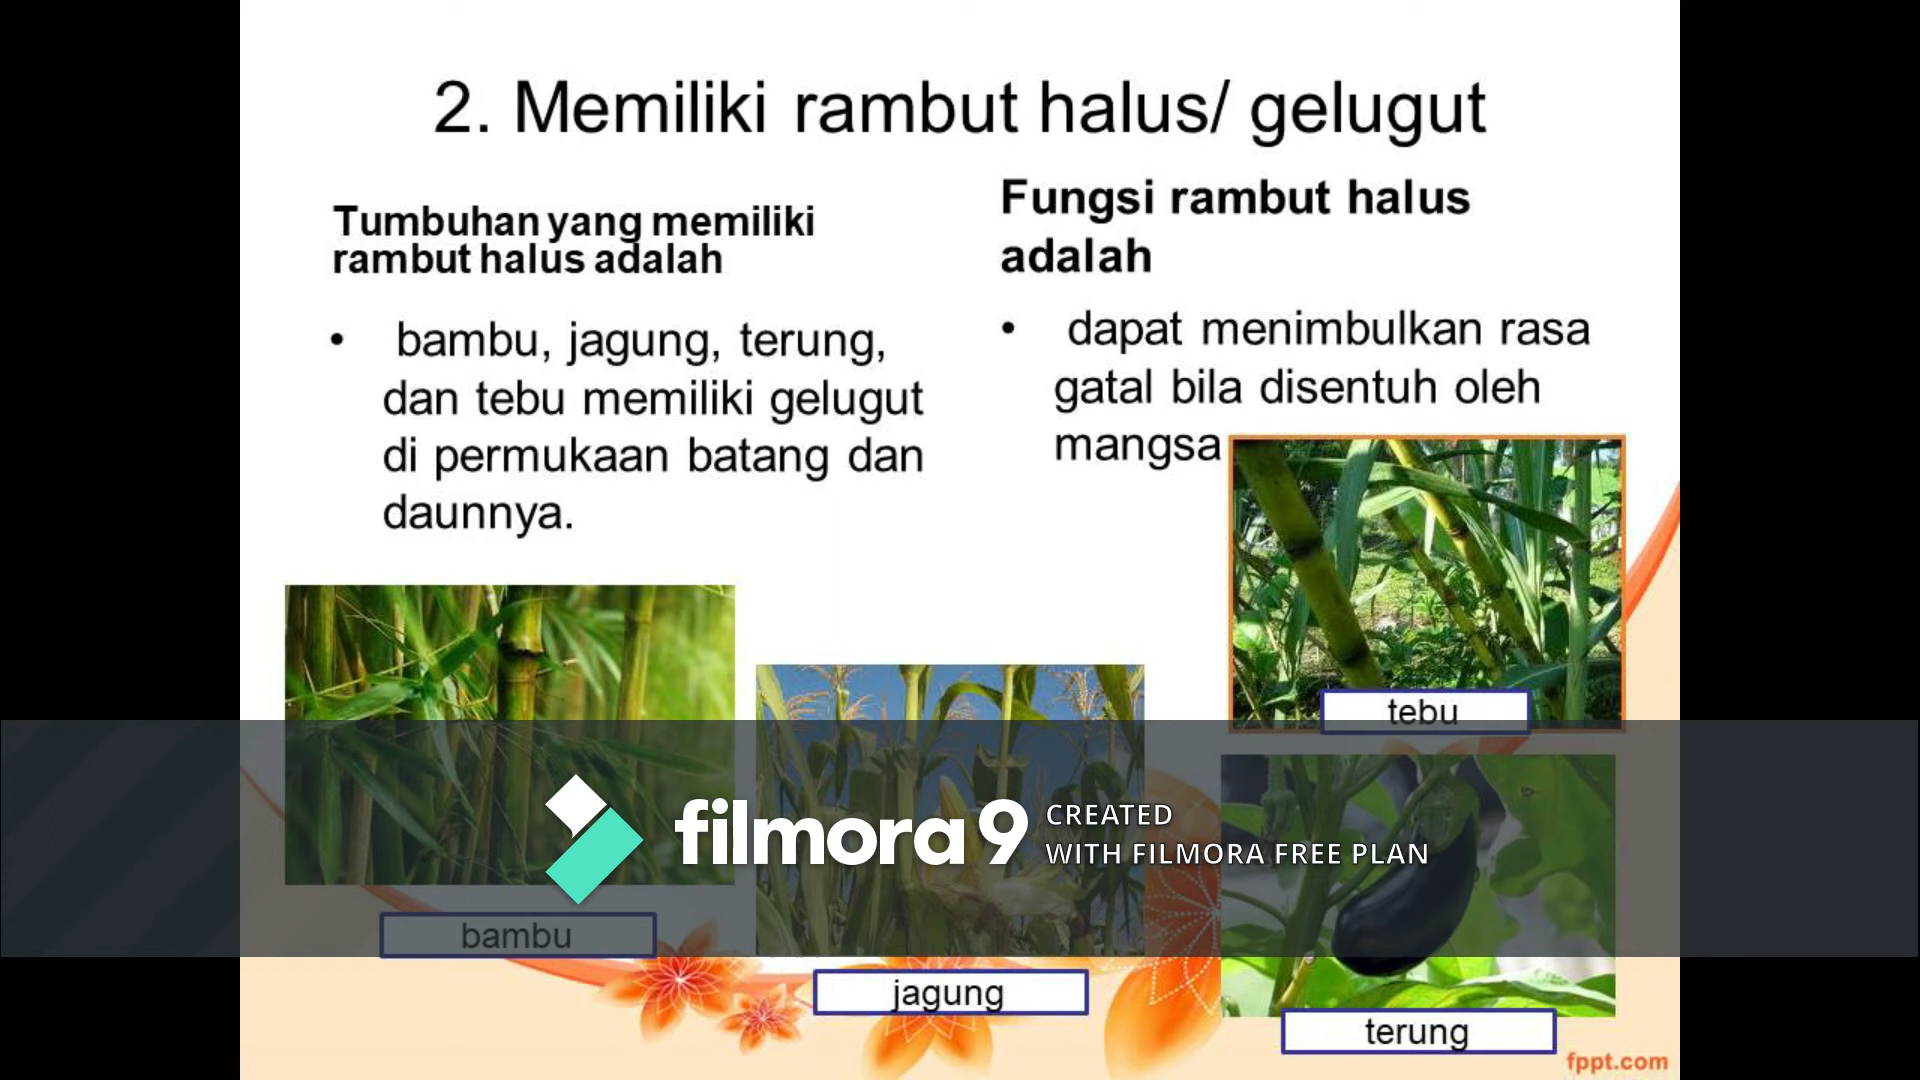 2. Memiliki rambut halus/ gelugut
Tumbuhan yang memiliki
rambut halus adalah
• bambu, jagung, terung,
dan tebu memiliki gelugut
di permukaan batang dan
daunnya.
Fungsi rambut halus
adalah
• dapat menimbulkan rasa
gatal bila disentuh oleh
mangsa
tebu
filmora9
CREATED
WITH FILMORA FREE PLAN
bambu
jagung
terung
fppt.com